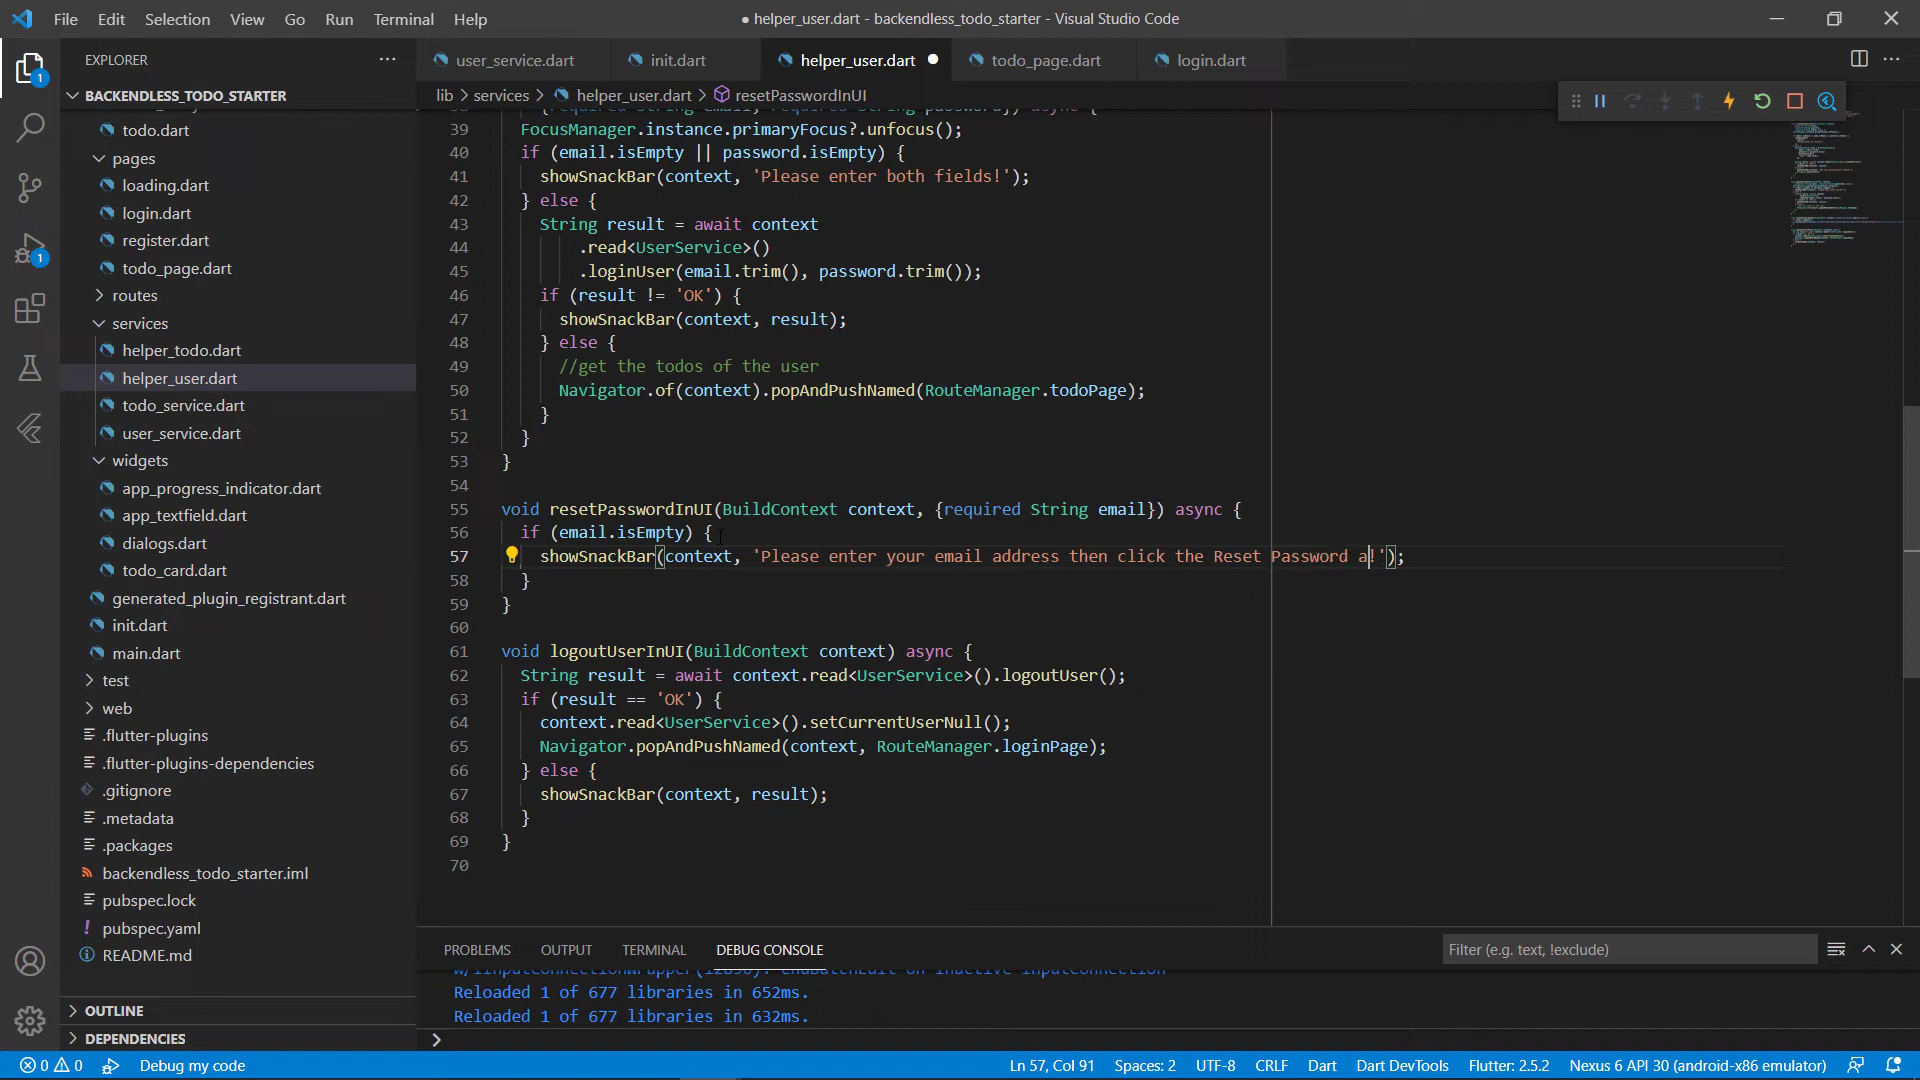 File Edit Selection View Go Run Terminal Help
● helper_user.dart - backendless_todo_starter - Visual Studio Code
EXPLORER
user_service.dart init.dart helper_user.dart todo_page.dart login.dart
BACKENDLESS_TODO_STARTER
lib > services > helper_user.dart > resetPasswordInUI
1
todo.dart
pages
loading.dart
login.dart
register.dart
todo_page.dart
1
routes
services
helper_todo.dart
helper_user.dart
todo_service.dart
user_service.dart
widgets
app_progress_indicator.dart
app_textfield.dart
dialogs.dart
todo_card.dart
generated_plugin_registrant.dart
init.dart
main.dart
test
web
.flutter-plugins
.flutter-plugins-dependencies
.gitignore
.metadata
.packages
backendless_todo_starter.iml
pubspec.lock
pubspec.yaml
README.md
OUTLINE
DEPENDENCIES
39 FocusManager.instance.primaryFocus?.unfocus();
40 if (email.isEmpty || password.isEmpty) {
41 showSnackBar(context, 'Please enter both fields!');
42 } else {
43 String result = await context
44 .read<UserService>()
45 .loginUser(email.trim(), password.trim());
46 if (result != 'OK') {
47 showSnackBar(context, result);
48 } else {
49 //get the todos of the user
50 Navigator.of(context).popAndPushNamed(RouteManager.todoPage);
51 }
52 }
53 }
54
55 void resetPasswordInUI(BuildContext context, {required String email}) async {
56 if (email.isEmpty) {
57 showSnackBar(context, 'Please enter your email address then click the Reset Password a!');
58 }
59 }
60
61 void logoutUserInUI(BuildContext context) async {
62 String result = await context.read<UserService>().logoutUser();
63 if (result == 'OK') {
64 context.read<UserService>().setCurrentUserNull();
65 Navigator.popAndPushNamed(context, RouteManager.loginPage);
66 } else {
67 showSnackBar(context, result);
68 }
69 }
70
PROBLEMS OUTPUT TERMINAL DEBUG CONSOLE
Filter (e.g. text, !exclude)
Reloaded 1 of 677 libraries in 652ms.
Reloaded 1 of 677 libraries in 632ms.
0 0 Debug my code
Ln 57, Col 91 Spaces: 2 UTF-8 CRLF Dart Dart DevTools Flutter: 2.5.2 Nexus 6 API 30 (android-x86 emulator)